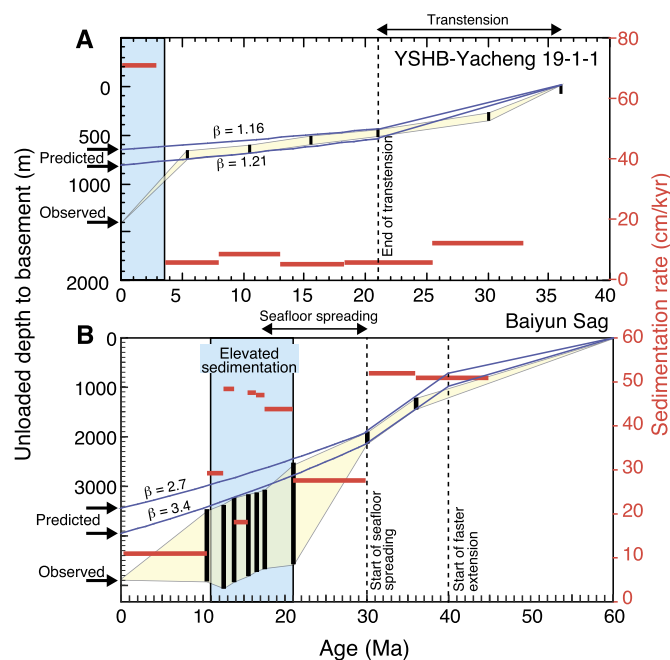 Transtension
A
YSHB-Yacheng 19-1-1
0
500
1000
2000
Predicted
Observed
β = 1.16
β = 1.21
End of transtension
80
70
60
50
40
20
10
0
0 5 10 15 20 25 30 35 40
Unloaded depth to basement (m)
Sedimentation rate (cm/kyr)
Seafloor spreading
B
Baiyun Sag
Elevated
sedimentation
0
1000
2000
3000
Predicted
Observed
β = 2.7
β = 3.4
Start of seafloor
spreading
Start of faster
extension
60
50
40
30
20
10
0
0 10 20 30 40 50 60
Age (Ma)